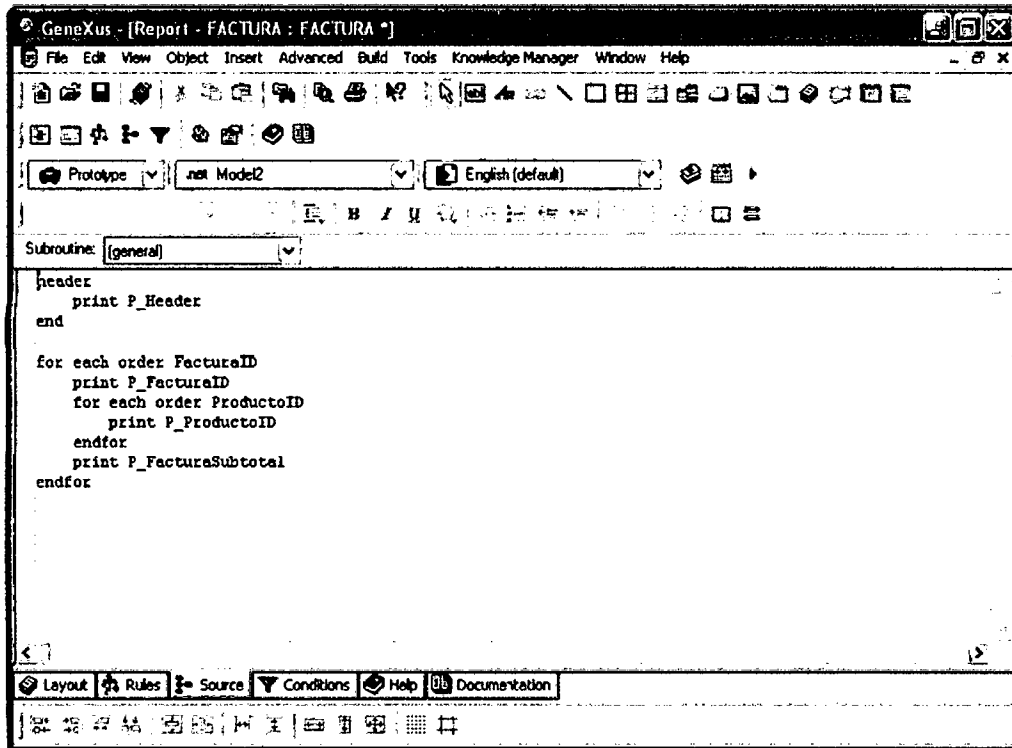 GeneXus - [Report - FACTURA : FACTURA *]
File Edit View Object Insert Advanced Build Tools Knowledge Manager Window Help
Prototype .net Model2 English (default)
B I U
Subroutine: (general)
header
    print P_Header
end
for each order FacturaID
    print P_FacturaID
    for each order ProductoID
        print P_ProductoID
    endfor
    print P_FacturaSubtotal
endfor
Layout Rules Source Conditions Help Documentation